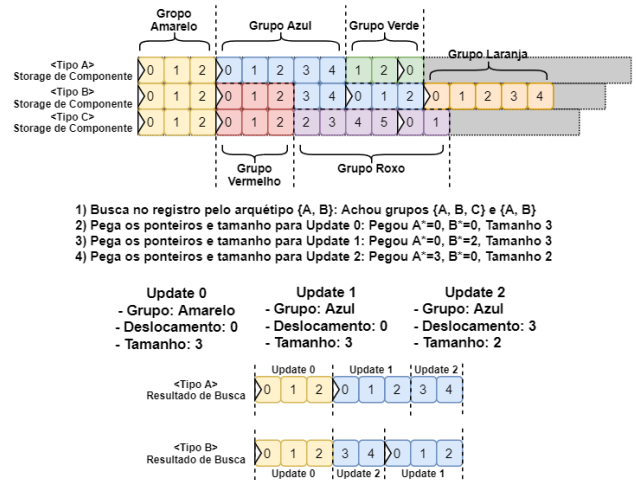 Gropo
Amarelo
Grupo Azul
Grupo Verde
Grupo Laranja
<Tipo A>
Storage de Componente
0 1 2 0 1 2 3 4 1 2 0
<Tipo B>
Storage de Componente
0 1 2 0 1 2 3 4 0 1 2 0 1 2 3 4
<Tipo C>
Storage de Componente
0 1 2 0 1 2 2 3 4 5 0 1
Grupo
Vermelho
Grupo Roxo
1) Busca no registro pelo arquétipo {A, B}: Achou grupos {A, B, C} e {A, B}
2) Pega os ponteiros e tamanho para Update 0: Pegou A*=0, B*=0, Tamanho 3
3) Pega os ponteiros e tamanho para Update 1: Pegou A*=0, B*=2, Tamanho 3
4) Pega os ponteiros e tamanho para Update 2: Pegou A*=3, B*=0, Tamanho 2
Update 0
- Grupo: Amarelo
- Deslocamento: 0
- Tamanho: 3
Update 1
- Grupo: Azul
- Deslocamento: 0
- Tamanho: 3
Update 2
- Grupo: Azul
- Deslocamento: 3
- Tamanho: 2
Update 0 Update 1 Update 2
<Tipo A>
Resultado de Busca
0 1 2 0 1 2 3 4
<Tipo B>
Resultado de Busca
0 1 2 3 4 0 1 2
Update 0 Update 2 Update 1